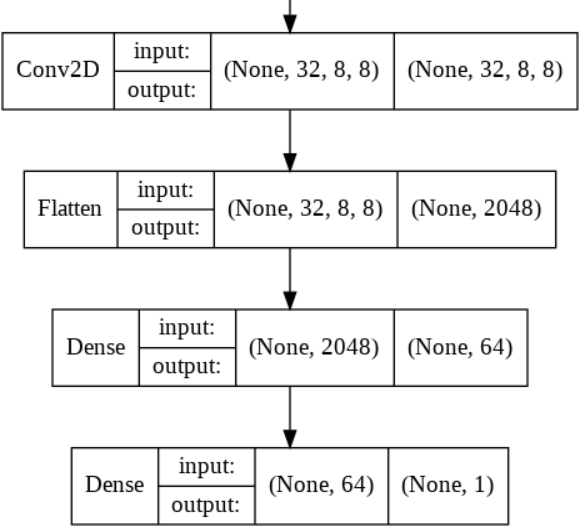 Conv2D input: output: (None, 32, 8, 8) (None, 32, 8, 8)
Flatten input: output: (None, 32, 8, 8) (None, 2048)
Dense input: output: (None, 2048) (None, 64)
Dense input: output: (None, 64) (None, 1)